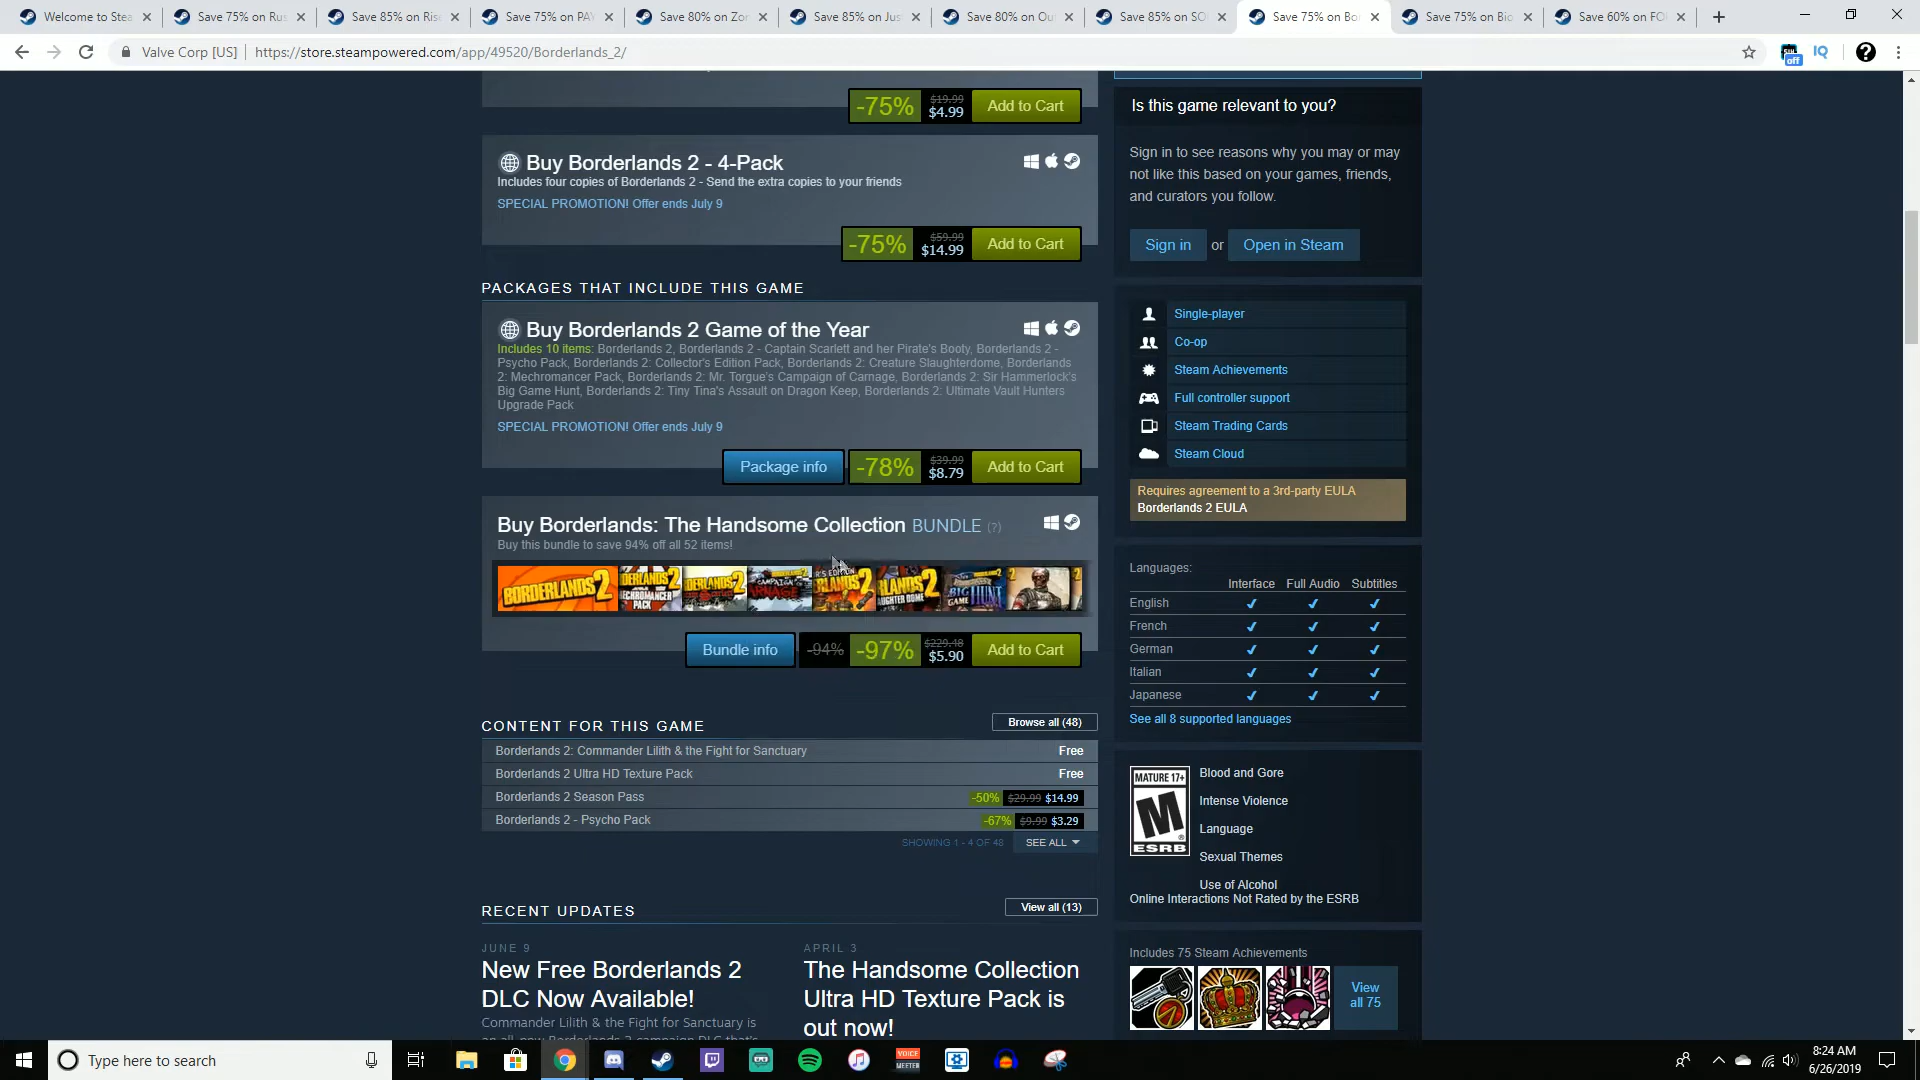 Welcome to Stea
Save 75% on Rus
Save 85% on Rise
Save 75% on PAY
Save 80% on Zom
Save 85% on Jus
Save 80% on Ou
Save 85% on SO
Save 75% on Bor
Save 75% on Bio
Save 60% on FO
Valve Corp [US] | https://store.steampowered.com/app/49520/Borderlands_2/
off
IQ
-75% $19.99 $4.99 Add to Cart
Buy Borderlands 2 - 4-Pack
Includes four copies of Borderlands 2 - Send the extra copies to your friends
SPECIAL PROMOTION! Offer ends July 9
-75% $59.99 $14.99 Add to Cart
PACKAGES THAT INCLUDE THIS GAME
Buy Borderlands 2 Game of the Year
Includes 10 items: Borderlands 2, Borderlands 2 - Captain Scarlett and her Pirate's Booty, Borderlands 2 -
Psycho Pack, Borderlands 2: Collector's Edition Pack, Borderlands 2: Creature Slaughterdome, Borderlands
2: Mechromancer Pack, Borderlands 2: Mr. Torgue's Campaign of Carnage, Borderlands 2: Sir Hammerlock's
Big Game Hunt, Borderlands 2: Tiny Tina's Assault on Dragon Keep, Borderlands 2: Ultimate Vault Hunters
Upgrade Pack
SPECIAL PROMOTION! Offer ends July 9
Package info -78% $39.99 $8.79 Add to Cart
Buy Borderlands: The Handsome Collection BUNDLE (?)
Buy this bundle to save 94% off all 52 items!
BORDERLANDS 2
Bundle info -94% -97% $229.48 $5.90 Add to Cart
CONTENT FOR THIS GAME
Browse all (48)
Borderlands 2: Commander Lilith & the Fight for Sanctuary Free
Borderlands 2 Ultra HD Texture Pack Free
Borderlands 2 Season Pass -50% $29.99 $14.99
Borderlands 2 - Psycho Pack -67% $9.99 $3.29
SHOWING 1 - 4 OF 48 SEE ALL
RECENT UPDATES
View all (13)
JUNE 9
New Free Borderlands 2
DLC Now Available!
Commander Lilith & the Fight for Sanctuary is
an all-new Borderlands 2 campaign DLC that's
APRIL 3
The Handsome Collection
Ultra HD Texture Pack is
out now!
Is this game relevant to you?
Sign in to see reasons why you may or may
not like this based on your games, friends,
and curators you follow.
Sign in or Open in Steam
Single-player
Co-op
Steam Achievements
Full controller support
Steam Trading Cards
Steam Cloud
Requires agreement to a 3rd-party EULA
Borderlands 2 EULA
Languages:
Interface Full Audio Subtitles
English
French
German
Italian
Japanese
See all 8 supported languages
MATURE 17+
M
ESRB
Blood and Gore
Intense Violence
Language
Sexual Themes
Use of Alcohol
Online Interactions Not Rated by the ESRB
Includes 75 Steam Achievements
View
all 75
Type here to search
VOICE
MEETER
8:24 AM
6/26/2019